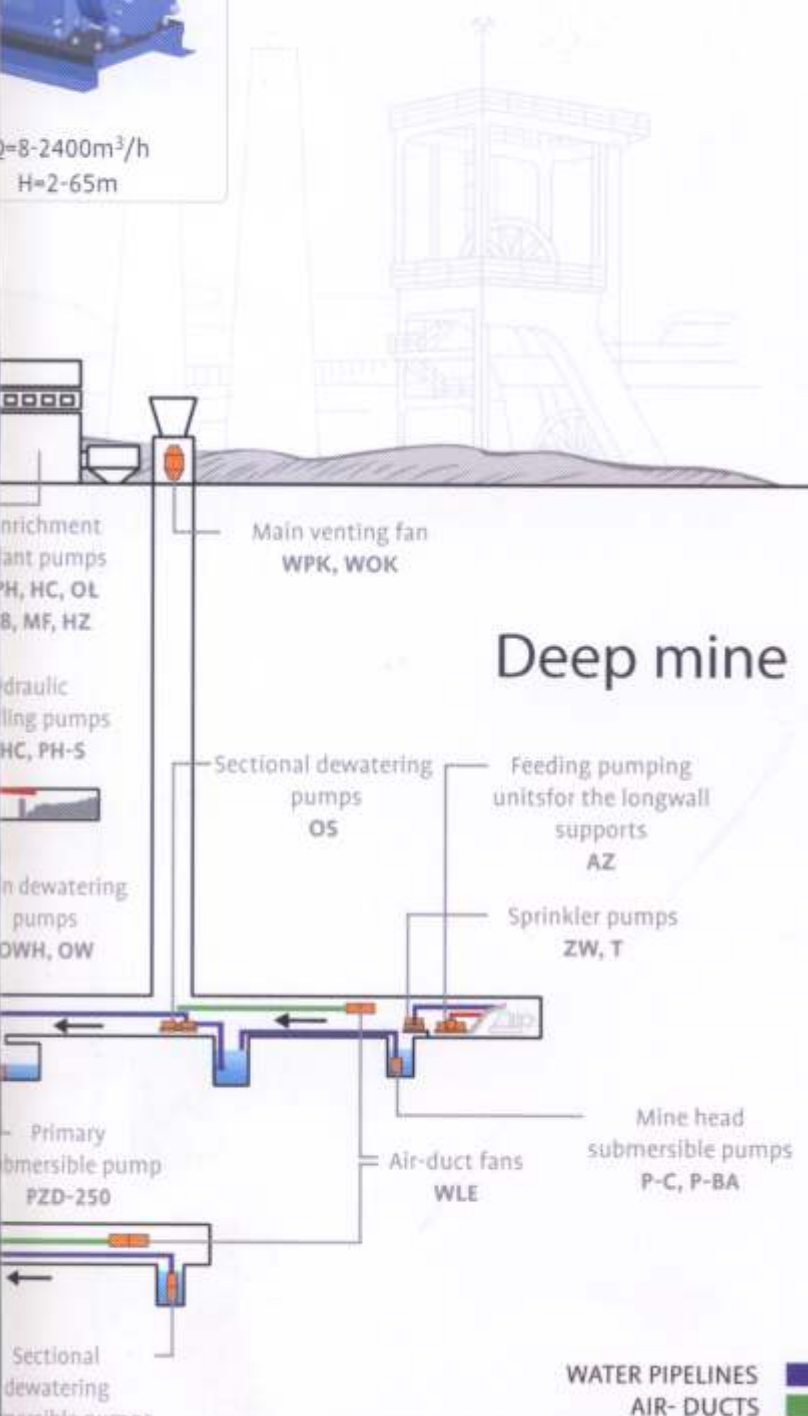 Q=8-2400m³/h
H=2-65m
Main venting fan
WPK, WOK
nrichment
ant pumps
PH, HC, OŁ
B, MF, HZ
Deep mine
draulic
ling pumps
HC, PH-S
Sectional dewatering
pumps
OS
Feeding pumping
unitsfor the longwall
supports
AZ
n dewatering
pumps
OWH, OW
Sprinkler pumps
ZW, T
Primary
bmersible pump
PZD-250
Air-duct fans
WLE
Mine head
submersible pumps
P-C, P-BA
Sectional
dewatering
WATER PIPELINES
AIR- DUCTS